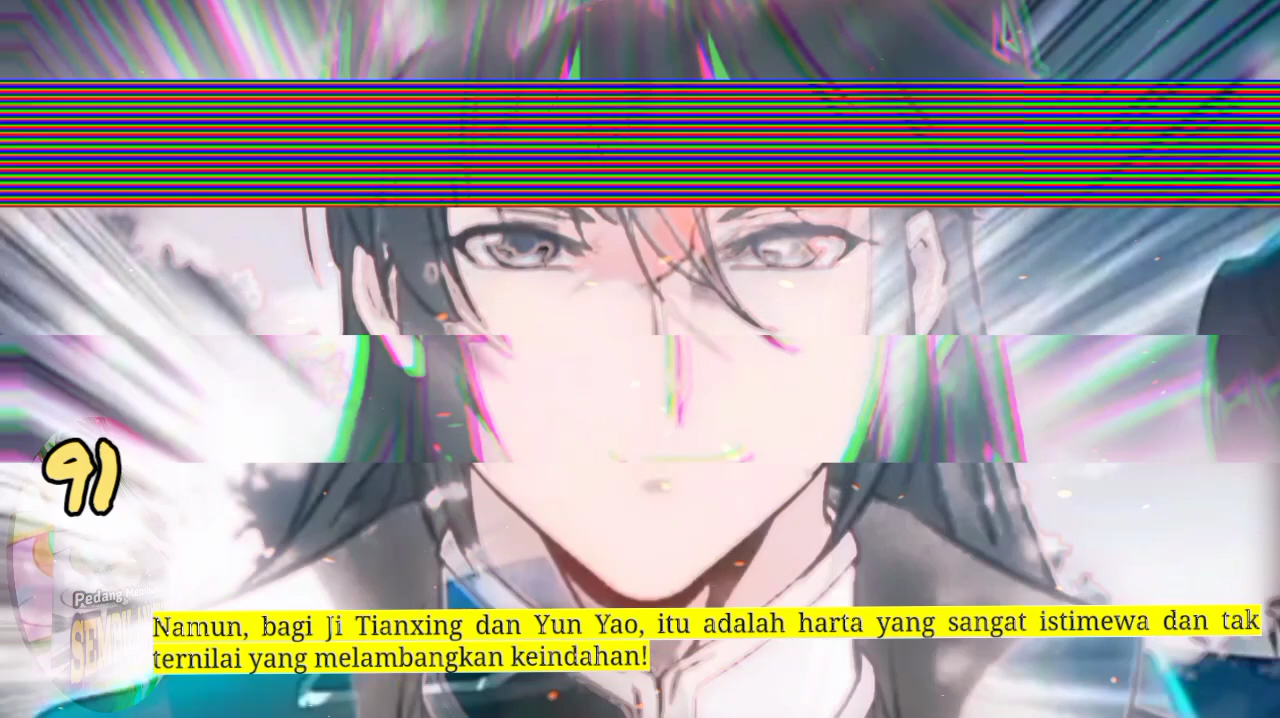 91
Pedang
Namun, bagi Ji Tianxing dan Yun Yao, itu adalah harta yang sangat istimewa dan tak
ternilai yang melambangkan keindahan!